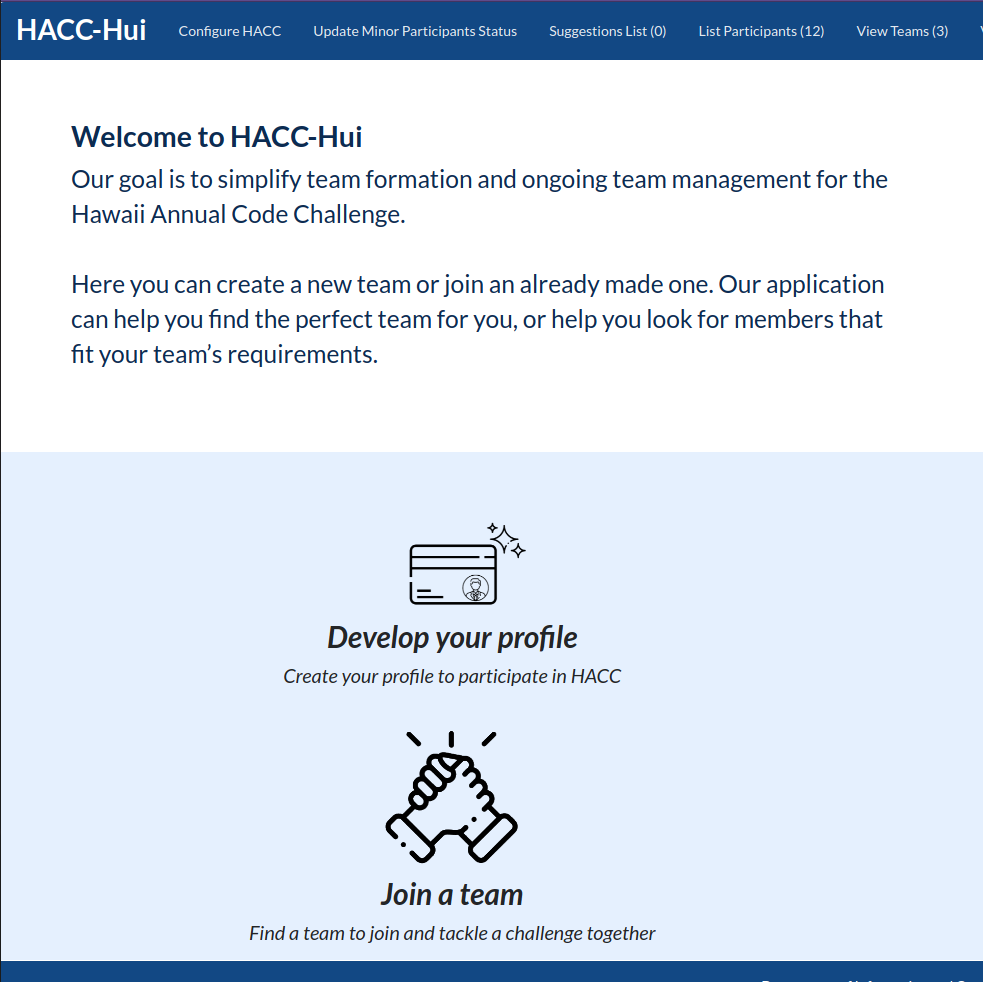 HACC-Hui Configure HACC Update Minor Participants Status Suggestions List (0) List Participants (12) View Teams (3)
Welcome to HACC-Hui
Our goal is to simplify team formation and ongoing team management for the
Hawaii Annual Code Challenge.
Here you can create a new team or join an already made one. Our application
can help you find the perfect team for you, or help you look for members that
fit your team’s requirements.
Develop your profile
Create your profile to participate in HACC
Join a team
Find a team to join and tackle a challenge together